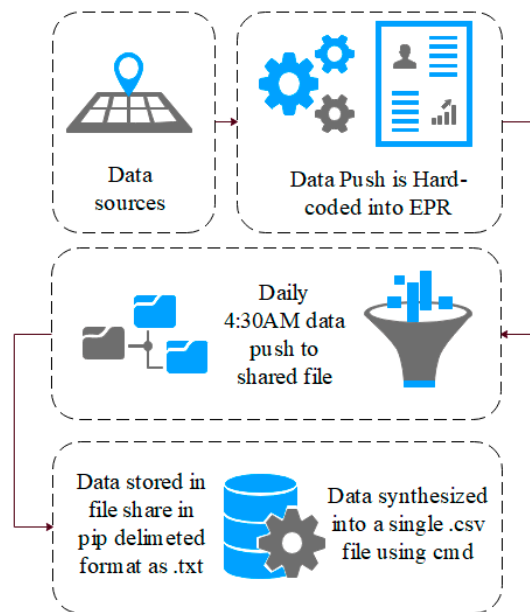 Data
sources
Data Push is Hard-
coded into EPR
Daily
4:30AM data
push to
shared file
Data stored in
file share in
pip delimeted
format as .txt
Data synthesized
into a single .csv
file using cmd